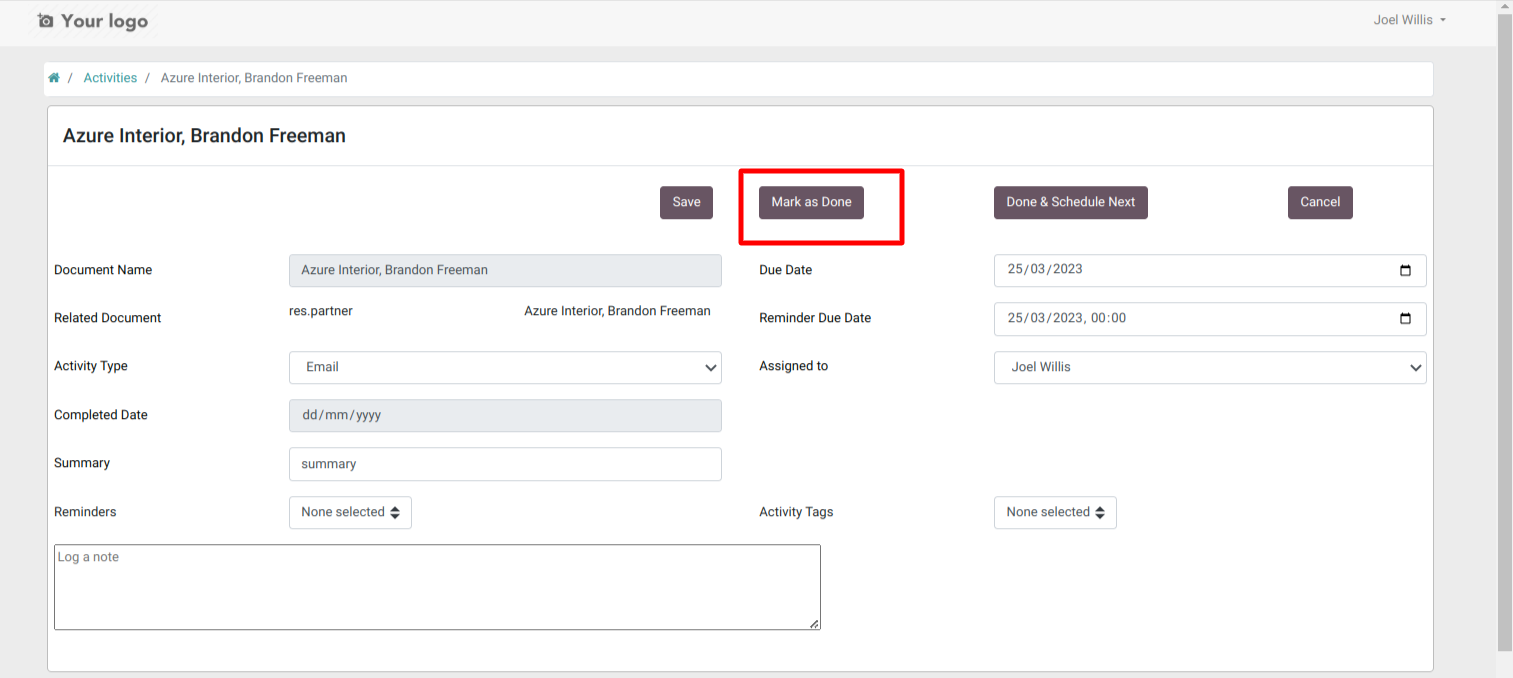 Your logo
Joel Willis
/ Activities / Azure Interior, Brandon Freeman
Azure Interior, Brandon Freeman
Save Mark as Done Done & Schedule Next Cancel
Document Name Azure Interior, Brandon Freeman Due Date 25/03/2023
Related Document res.partner Azure Interior, Brandon Freeman Reminder Due Date 25/03/2023, 00:00
Activity Type Email Assigned to Joel Willis
Completed Date dd/mm/yyyy
Summary summary
Reminders None selected Activity Tags None selected
Log a note